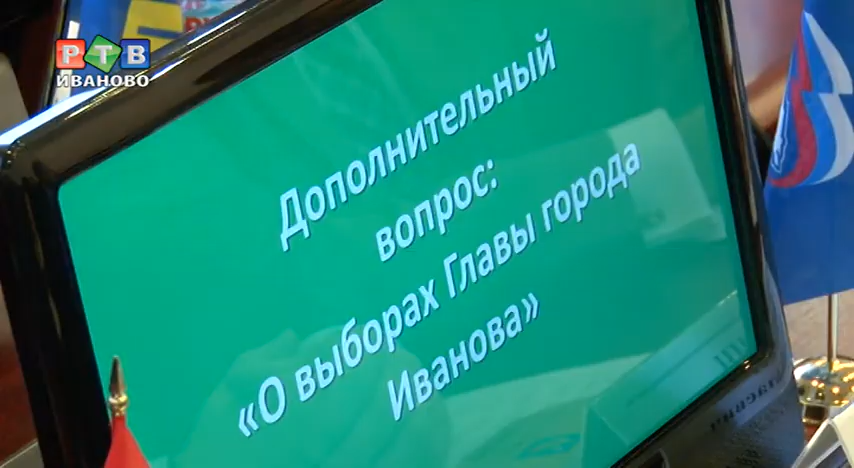 РТВ
ИВАНОВО
Дополнительный
вопрос:
«О выборах Главы города
Иванова»